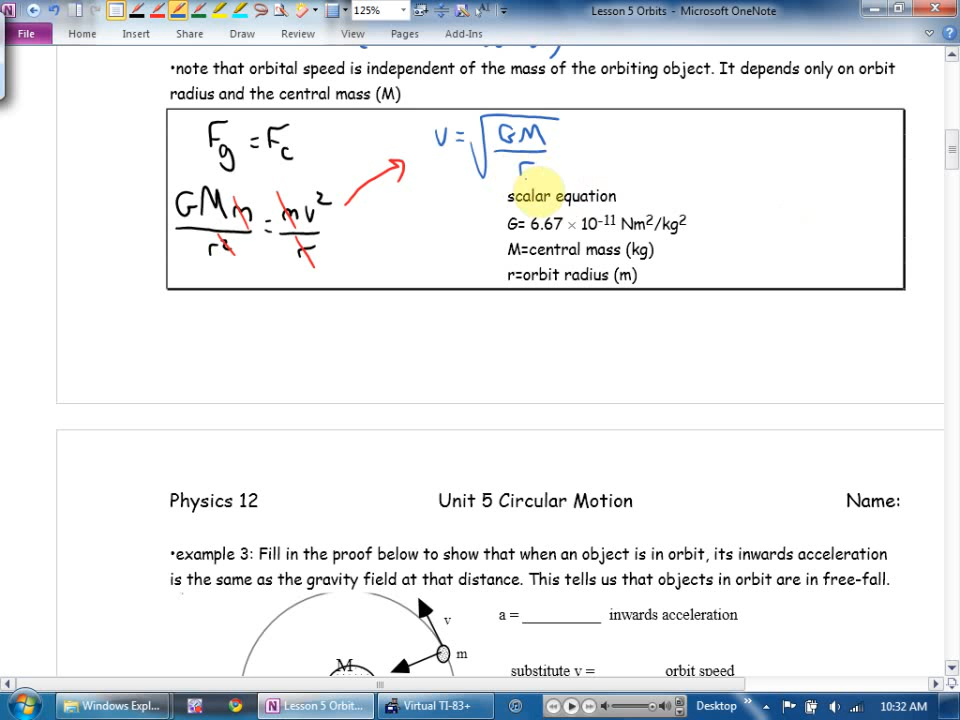 125%
Lesson 5 Orbits - Microsoft OneNote
File Home Insert Share Draw Review View Pages Add-Ins
•note that orbital speed is independent of the mass of the orbiting object. It depends only on orbit
radius and the central mass (M)
Fg = Fc
GMm/r² = mv²/r
v = √(GM/r)
scalar equation
G= 6.67 × 10⁻¹¹ Nm²/kg²
M=central mass (kg)
r=orbit radius (m)
Physics 12 Unit 5 Circular Motion Name:
•example 3: Fill in the proof below to show that when an object is in orbit, its inwards acceleration
is the same as the gravity field at that distance. This tells us that objects in orbit are in free-fall.
a = ________ inwards acceleration
v
m
M
substitute v = orbit speed
Windows Expl... Lesson 5 Orbit... Virtual TI-83+ Desktop 10:32 AM